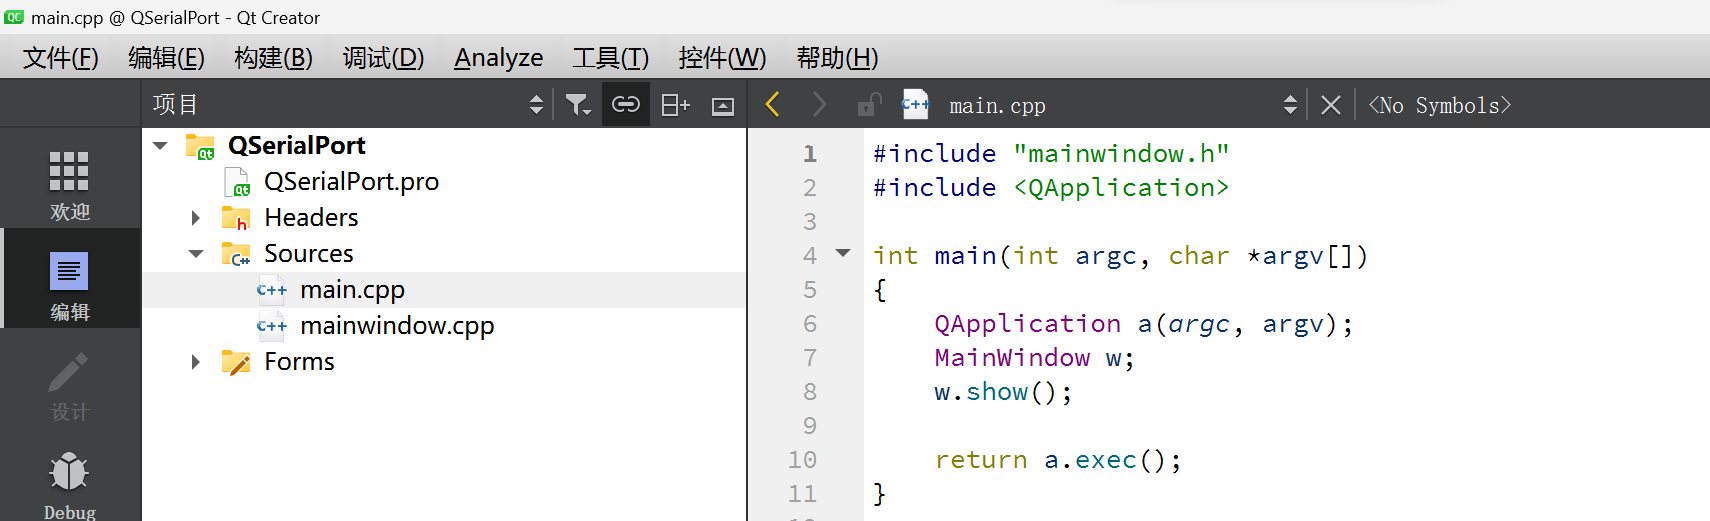 main.cpp @ QSerialPort - Qt Creator
文件(F) 编辑(E) 构建(B) 调试(D) Analyze 工具(T) 控件(W) 帮助(H)
项目
main.cpp
<No Symbols>
欢迎
编辑
设计
Debug
QSerialPort
QSerialPort.pro
Headers
Sources
main.cpp
mainwindow.cpp
Forms
1 #include "mainwindow.h"
2 #include <QApplication>
3
4 int main(int argc, char *argv[])
5 {
6     QApplication a(argc, argv);
7     MainWindow w;
8     w.show();
9
10     return a.exec();
11 }